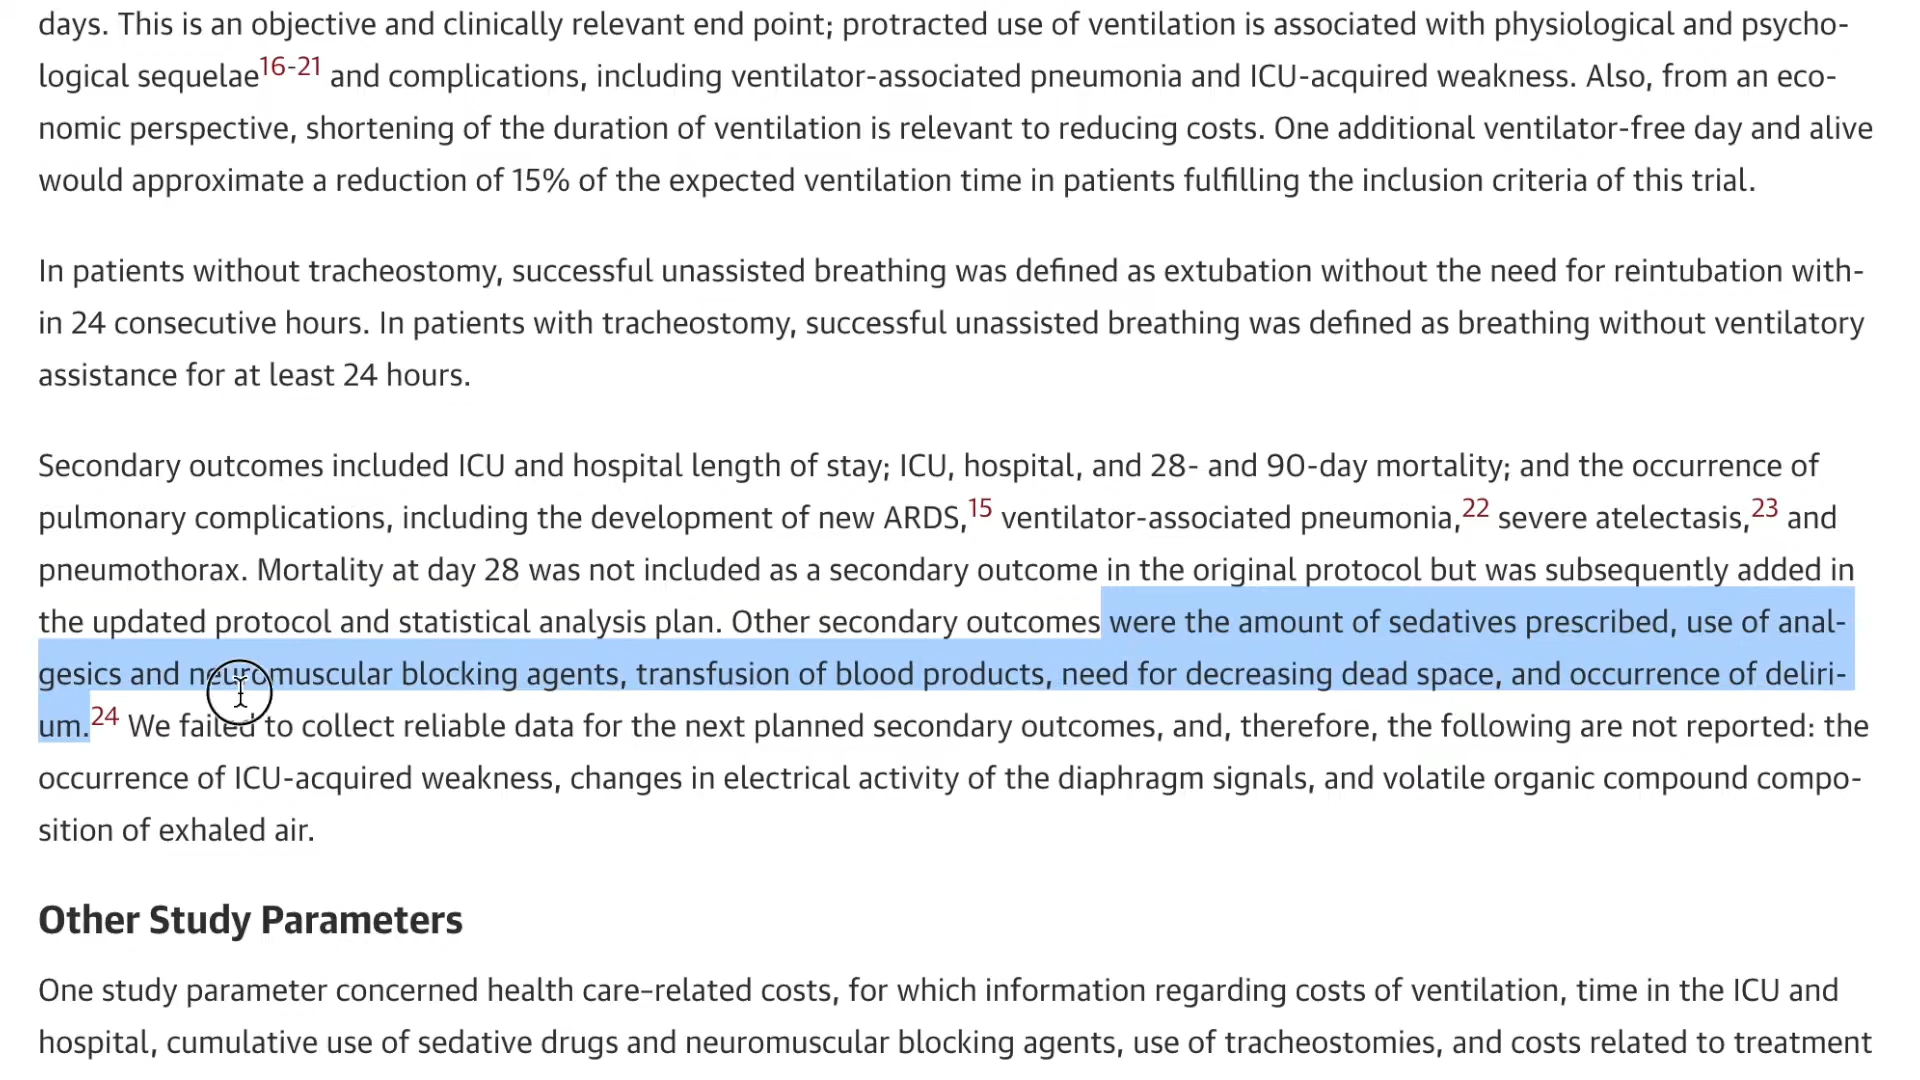 days. This is an objective and clinically relevant end point; protracted use of ventilation is associated with physiological and psycho-
logical sequelae16-21 and complications, including ventilator-associated pneumonia and ICU-acquired weakness. Also, from an eco-
nomic perspective, shortening of the duration of ventilation is relevant to reducing costs. One additional ventilator-free day and alive
would approximate a reduction of 15% of the expected ventilation time in patients fulfilling the inclusion criteria of this trial.
In patients without tracheostomy, successful unassisted breathing was defined as extubation without the need for reintubation with-
in 24 consecutive hours. In patients with tracheostomy, successful unassisted breathing was defined as breathing without ventilatory
assistance for at least 24 hours.
Secondary outcomes included ICU and hospital length of stay; ICU, hospital, and 28- and 90-day mortality; and the occurrence of
pulmonary complications, including the development of new ARDS,15 ventilator-associated pneumonia,22 severe atelectasis,23 and
pneumothorax. Mortality at day 28 was not included as a secondary outcome in the original protocol but was subsequently added in
the updated protocol and statistical analysis plan. Other secondary outcomes were the amount of sedatives prescribed, use of anal-
gesics and neuromuscular blocking agents, transfusion of blood products, need for decreasing dead space, and occurrence of deliri-
um.24 We failed to collect reliable data for the next planned secondary outcomes, and, therefore, the following are not reported: the
occurrence of ICU-acquired weakness, changes in electrical activity of the diaphragm signals, and volatile organic compound compo-
sition of exhaled air.
Other Study Parameters
One study parameter concerned health care–related costs, for which information regarding costs of ventilation, time in the ICU and
hospital, cumulative use of sedative drugs and neuromuscular blocking agents, use of tracheostomies, and costs related to treatment